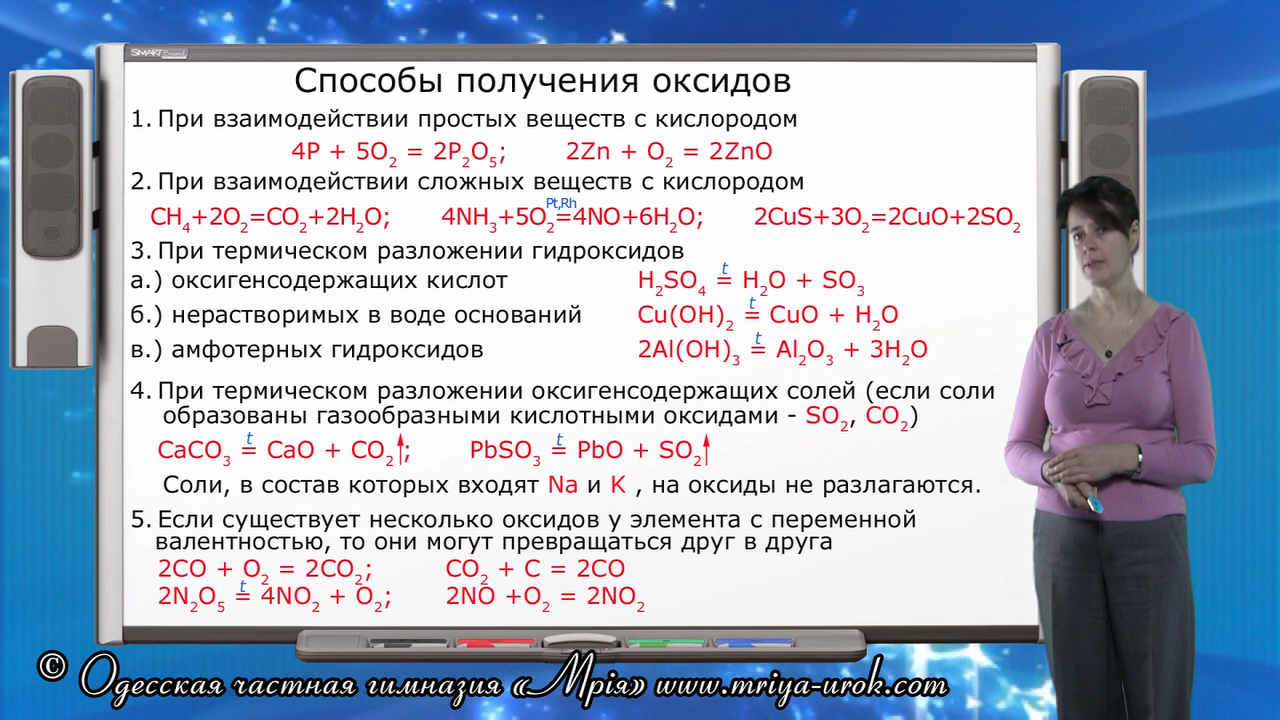 SMART Board
Способы получения оксидов
1. При взаимодействии простых веществ с кислородом
4P + 5O₂ = 2P₂O₅; 2Zn + O₂ = 2ZnO
2. При взаимодействии сложных веществ с кислородом
Pt,Rh
CH₄+2O₂=CO₂+2H₂O; 4NH₃+5O₂=4NO+6H₂O; 2CuS+3O₂=2CuO+2SO₂
3. При термическом разложении гидроксидов
t
а.) оксигенсодержащих кислот H₂SO₄ = H₂O + SO₃
t
б.) нерастворимых в воде оснований Cu(OH)₂ = CuO + H₂O
t
в.) амфотерных гидроксидов 2Al(OH)₃ = Al₂O₃ + 3H₂O
4. При термическом разложении оксигенсодержащих солей (если соли
образованы газообразными кислотными оксидами - SO₂, CO₂)
t t
CaCO₃ = CaO + CO₂↑; PbSO₃ = PbO + SO₂↑
Соли, в состав которых входят Na и K , на оксиды не разлагаются.
5. Если существует несколько оксидов у элемента с переменной
валентностью, то они могут превращаться друг в друга
2CO + O₂ = 2CO₂; CO₂ + C = 2CO
t
2N₂O₅ = 4NO₂ + O₂; 2NO +O₂ = 2NO₂
© Одесская частная гимназия «Мрія» www.mriya-urok.com